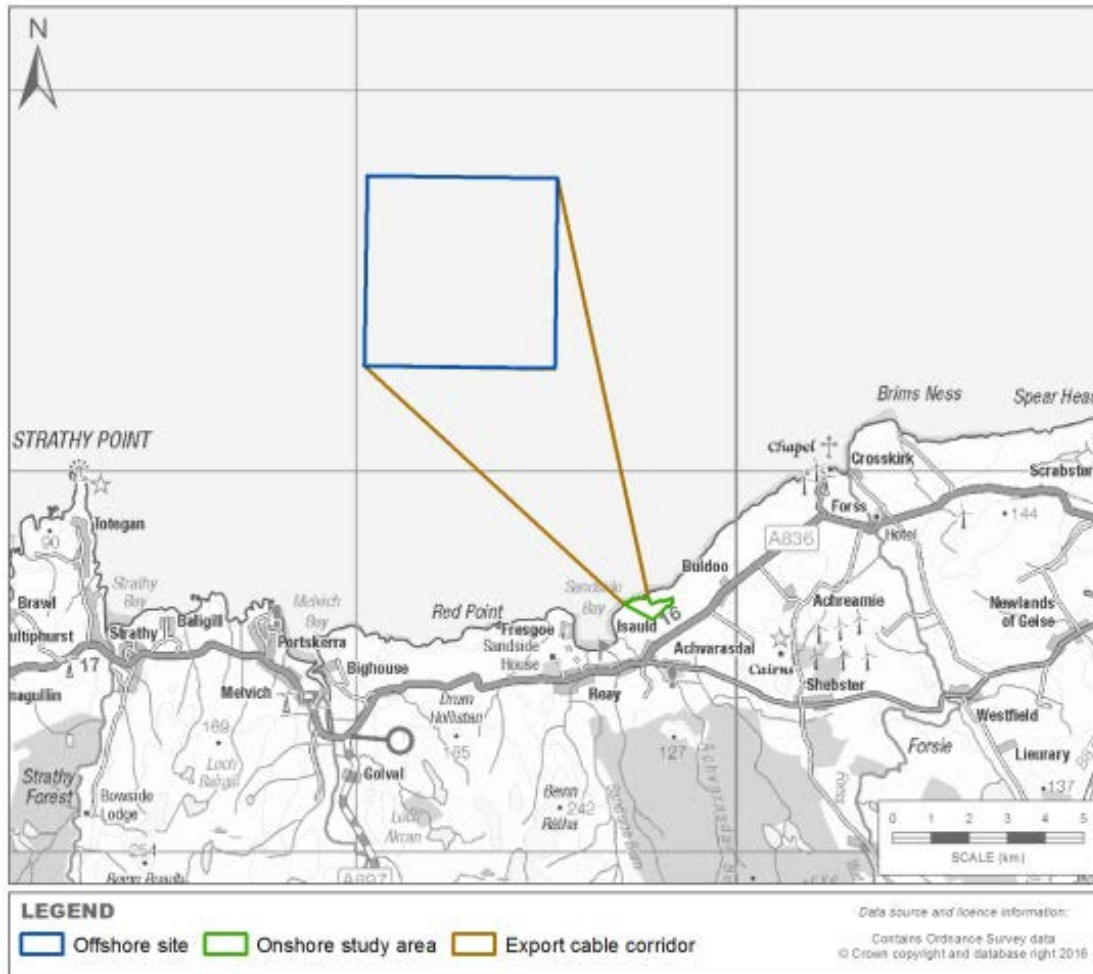 N
STRATHY POINT
Brims Ness
Spear Head
Chapel
Crosskirk
Scrabster
Totegan
90
Forss
Hotel
144
A836
Strathy
Bay
Brawl
Baligill
Melvich
Bay
Red Point
Sandside
Bay
Buldoo
Achreamie
Newlands
of Geise
ultiphurst
Strathy
Portskerra
Fresgoe
Sandside
House
Isauld
16
Achvarasdal
Cairns
17
Bighouse
nagullin
Melvich
Reay
Shebster
Westfield
Drum
Hollistan
169
165
127
Forsie
Lieurary
Loch
Baligill
Strathy
Forest
Golval
Bowside
Lodge
Beinn
Ratha
242
Loch
Akran
137
254
A897
0 1 2 3 4 5
SCALE (km)
LEGEND
Offshore site
Onshore study area
Export cable corridor
Data source and licence information:
Contains Ordnance Survey data
© Crown copyright and database right 2016